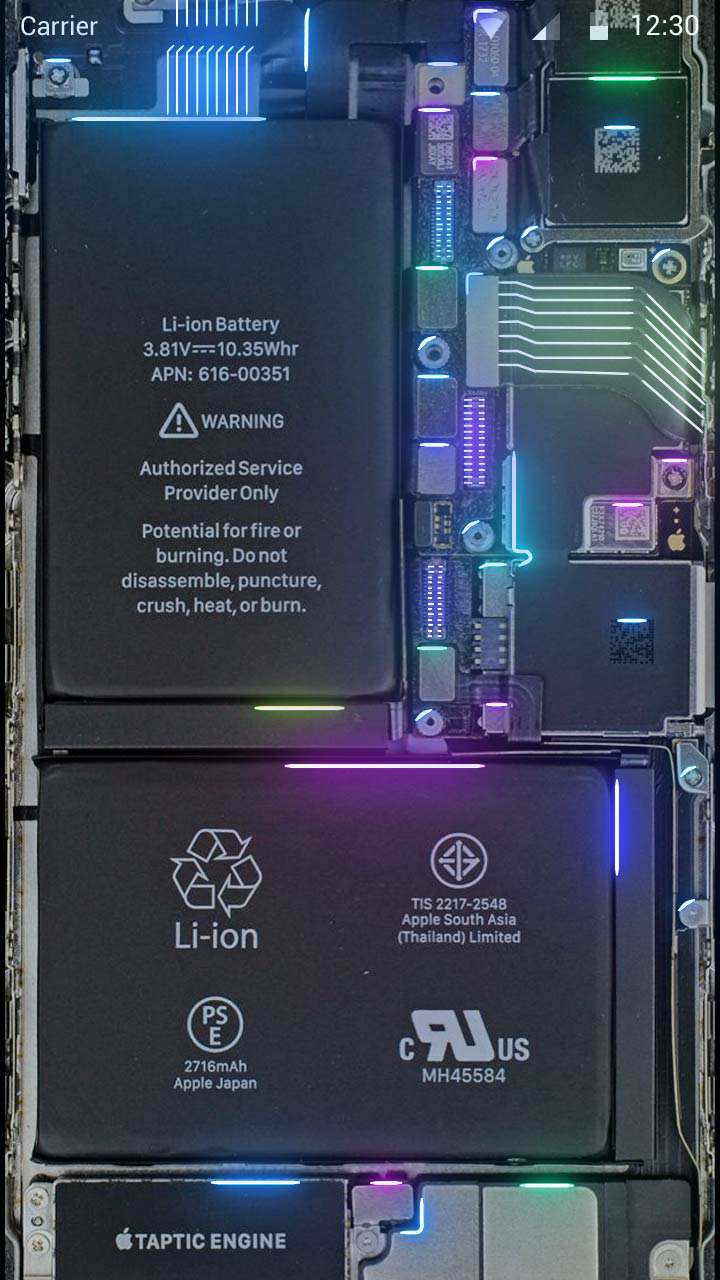 Carrier
12:30
Li-ion Battery
3.81V⎓10.35Whr
APN: 616-00351
WARNING
Authorized Service
Provider Only
Potential for fire or
burning. Do not
disassemble, puncture,
crush, heat, or burn.
Li-ion
TIS 2217-2548
Apple South Asia
(Thailand) Limited
PS
E
2716mAh
Apple Japan
c RU US
MH45584
TAPTIC ENGINE